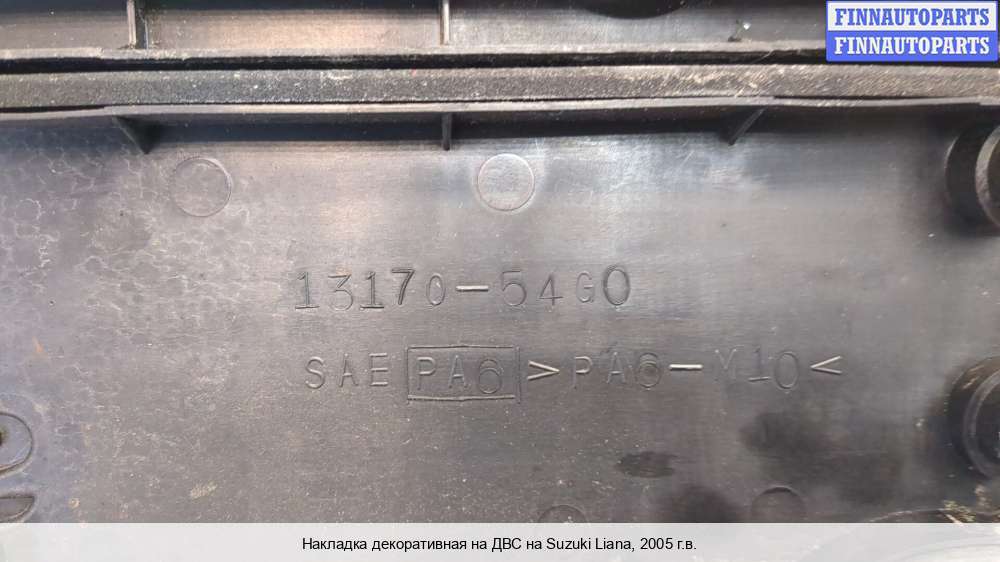 FINNAUTOPARTS
FINNAUTOPARTS
13170-54G0
SAE PA6 >PA6-M10<
Накладка декоративная на ДВС на Suzuki Liana, 2005 г.в.